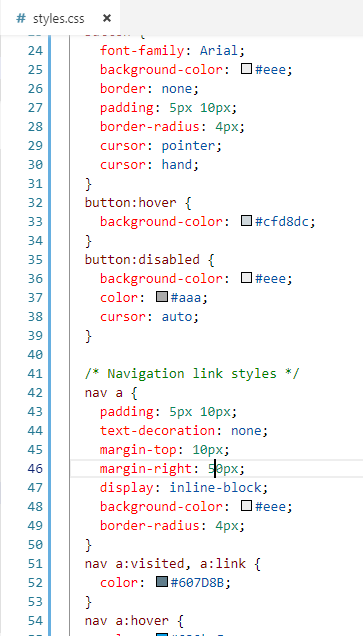 # styles.css ×
24 font-family: Arial;
25 background-color: #eee;
26 border: none;
27 padding: 5px 10px;
28 border-radius: 4px;
29 cursor: pointer;
30 cursor: hand;
31 }
32 button:hover {
33 background-color: #cfd8dc;
34 }
35 button:disabled {
36 background-color: #eee;
37 color: #aaa;
38 cursor: auto;
39 }
40
41 /* Navigation link styles */
42 nav a {
43 padding: 5px 10px;
44 text-decoration: none;
45 margin-top: 10px;
46 margin-right: 50px;
47 display: inline-block;
48 background-color: #eee;
49 border-radius: 4px;
50 }
51 nav a:visited, a:link {
52 color: #607D8B;
53 }
54 nav a:hover {